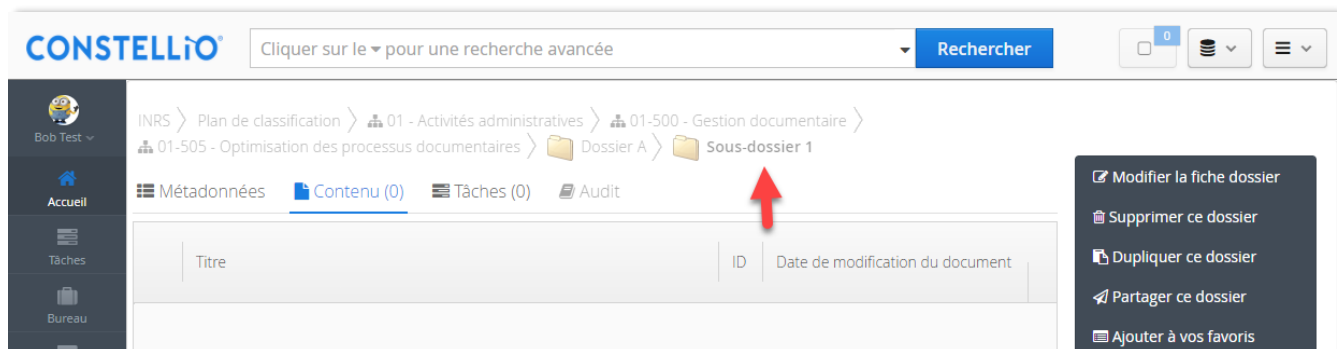 CONSTELLiO®
Cliquer sur le ▾ pour une recherche avancée
Rechercher
0
Bob Test
INRS 〉 Plan de classification 〉 01 - Activités administratives 〉 01-500 - Gestion documentaire 〉
01-505 - Optimisation des processus documentaires 〉 Dossier A 〉 Sous-dossier 1
Métadonnées Contenu (0) Tâches (0) Audit
Accueil
Tâches
Bureau
Titre ID Date de modification du document
Modifier la fiche dossier
Supprimer ce dossier
Dupliquer ce dossier
Partager ce dossier
Ajouter à vos favoris